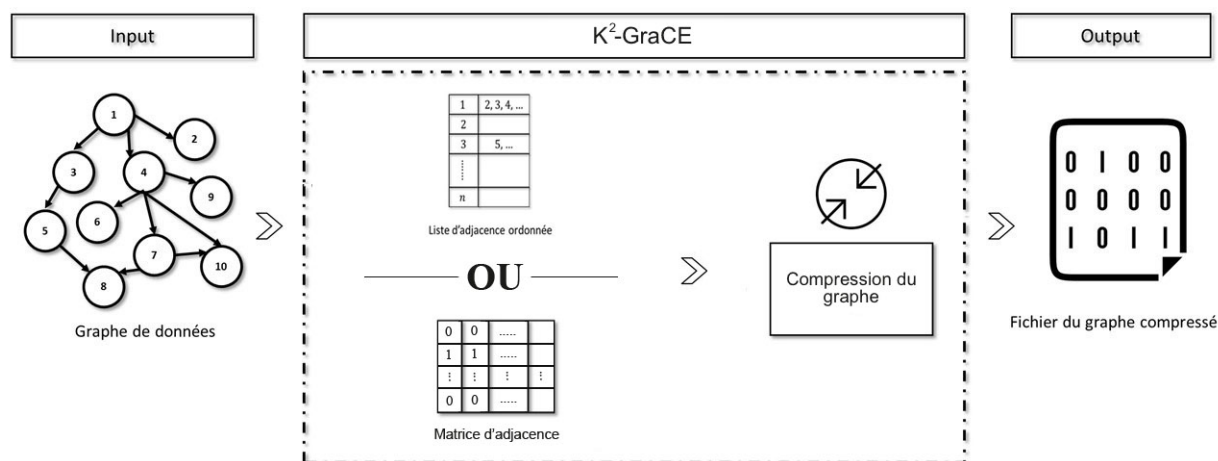 Input
K²-GraCE
Output
1
2
3
4
9
6
5
7
10
8
Graphe de données
1 2, 3, 4, ...
2
3 5, ...
n
Liste d'adjacence ordonnée
OU
0 0 .....
1 1 .....
⋮ ⋮ ⋮ ⋮
0 0 .....
Matrice d'adjacence
Compression du
graphe
0 1 0 0
0 0 0 0
1 0 1 1
Fichier du graphe compressé